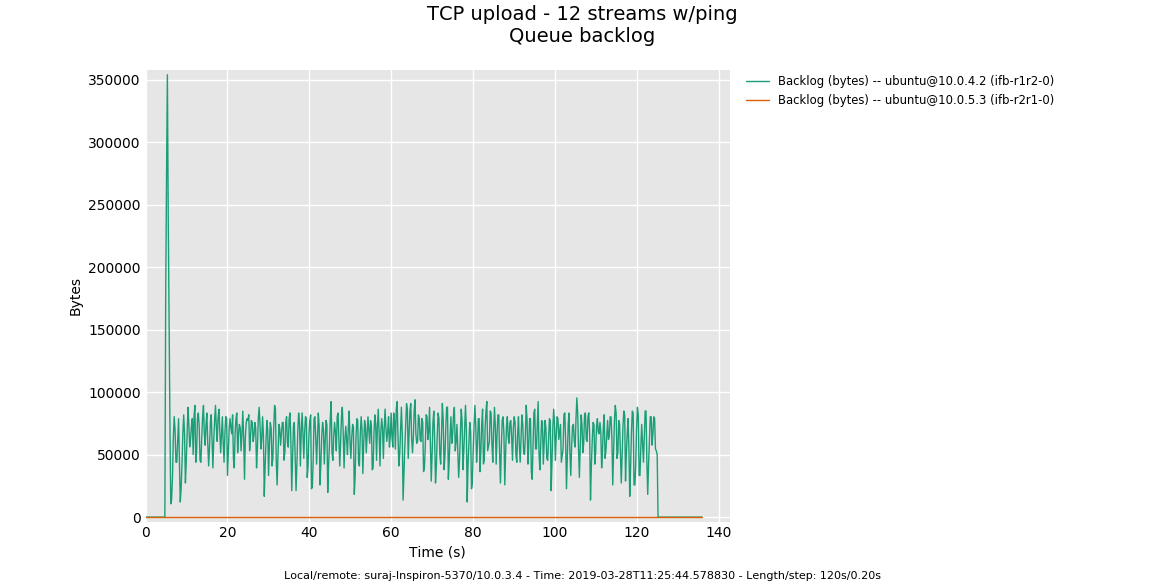 TCP upload - 12 streams w/ping
Queue backlog
Backlog (bytes) -- ubuntu@10.0.4.2 (ifb-r1r2-0)
Backlog (bytes) -- ubuntu@10.0.5.3 (ifb-r2r1-0)
350000
300000
250000
200000
150000
100000
50000
0
Bytes
0 20 40 60 80 100 120 140
Time (s)
Local/remote: suraj-Inspiron-5370/10.0.3.4 - Time: 2019-03-28T11:25:44.578830 - Length/step: 120s/0.20s